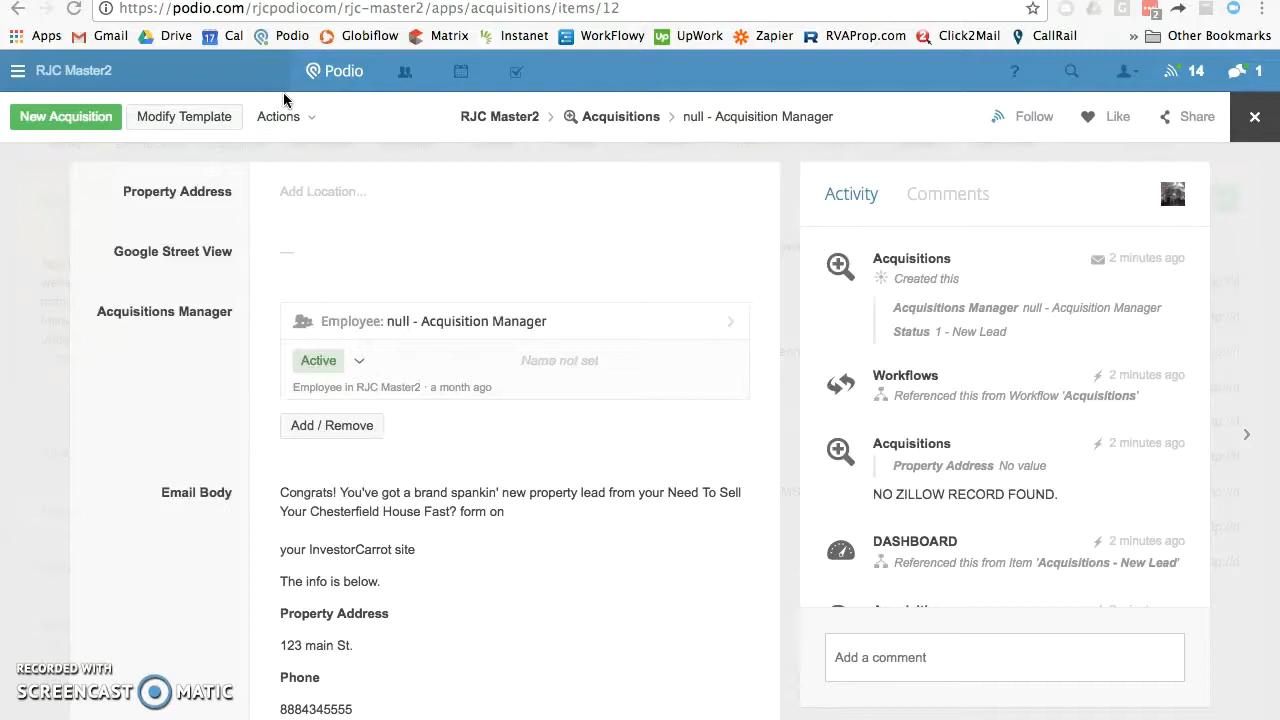 https://podio.com/rjcpodiocom/rjc-master2/apps/acquisitions/items/12
2
Apps Gmail Drive 17 Cal Podio Globiflow Matrix Instanet WorkFlowy Up UpWork Zapier RVAProp.com Click2Mail CallRail » Other Bookmarks
RJC Master2 Podio ? 14 1
New Acquisition Modify Template Actions RJC Master2 > Acquisitions > null - Acquisition Manager Follow Like Share ×
Property Address Add Location...
Google Street View —
Acquisitions Manager
Employee: null - Acquisition Manager
Active Name not set
Employee in RJC Master2 · a month ago
Add / Remove
Email Body Congrats! You've got a brand spankin' new property lead from your Need To Sell
Your Chesterfield House Fast? form on
your InvestorCarrot site
The info is below.
Property Address
123 main St.
Phone
8884345555
Activity Comments
Acquisitions 2 minutes ago
Created this
Acquisitions Manager null - Acquisition Manager
Status 1 - New Lead
Workflows 2 minutes ago
Referenced this from Workflow 'Acquisitions'
Acquisitions 2 minutes ago
Property Address No value
NO ZILLOW RECORD FOUND.
DASHBOARD 2 minutes ago
Referenced this from Item 'Acquisitions - New Lead'
Add a comment
RECORDED WITH
SCREENCAST MATIC